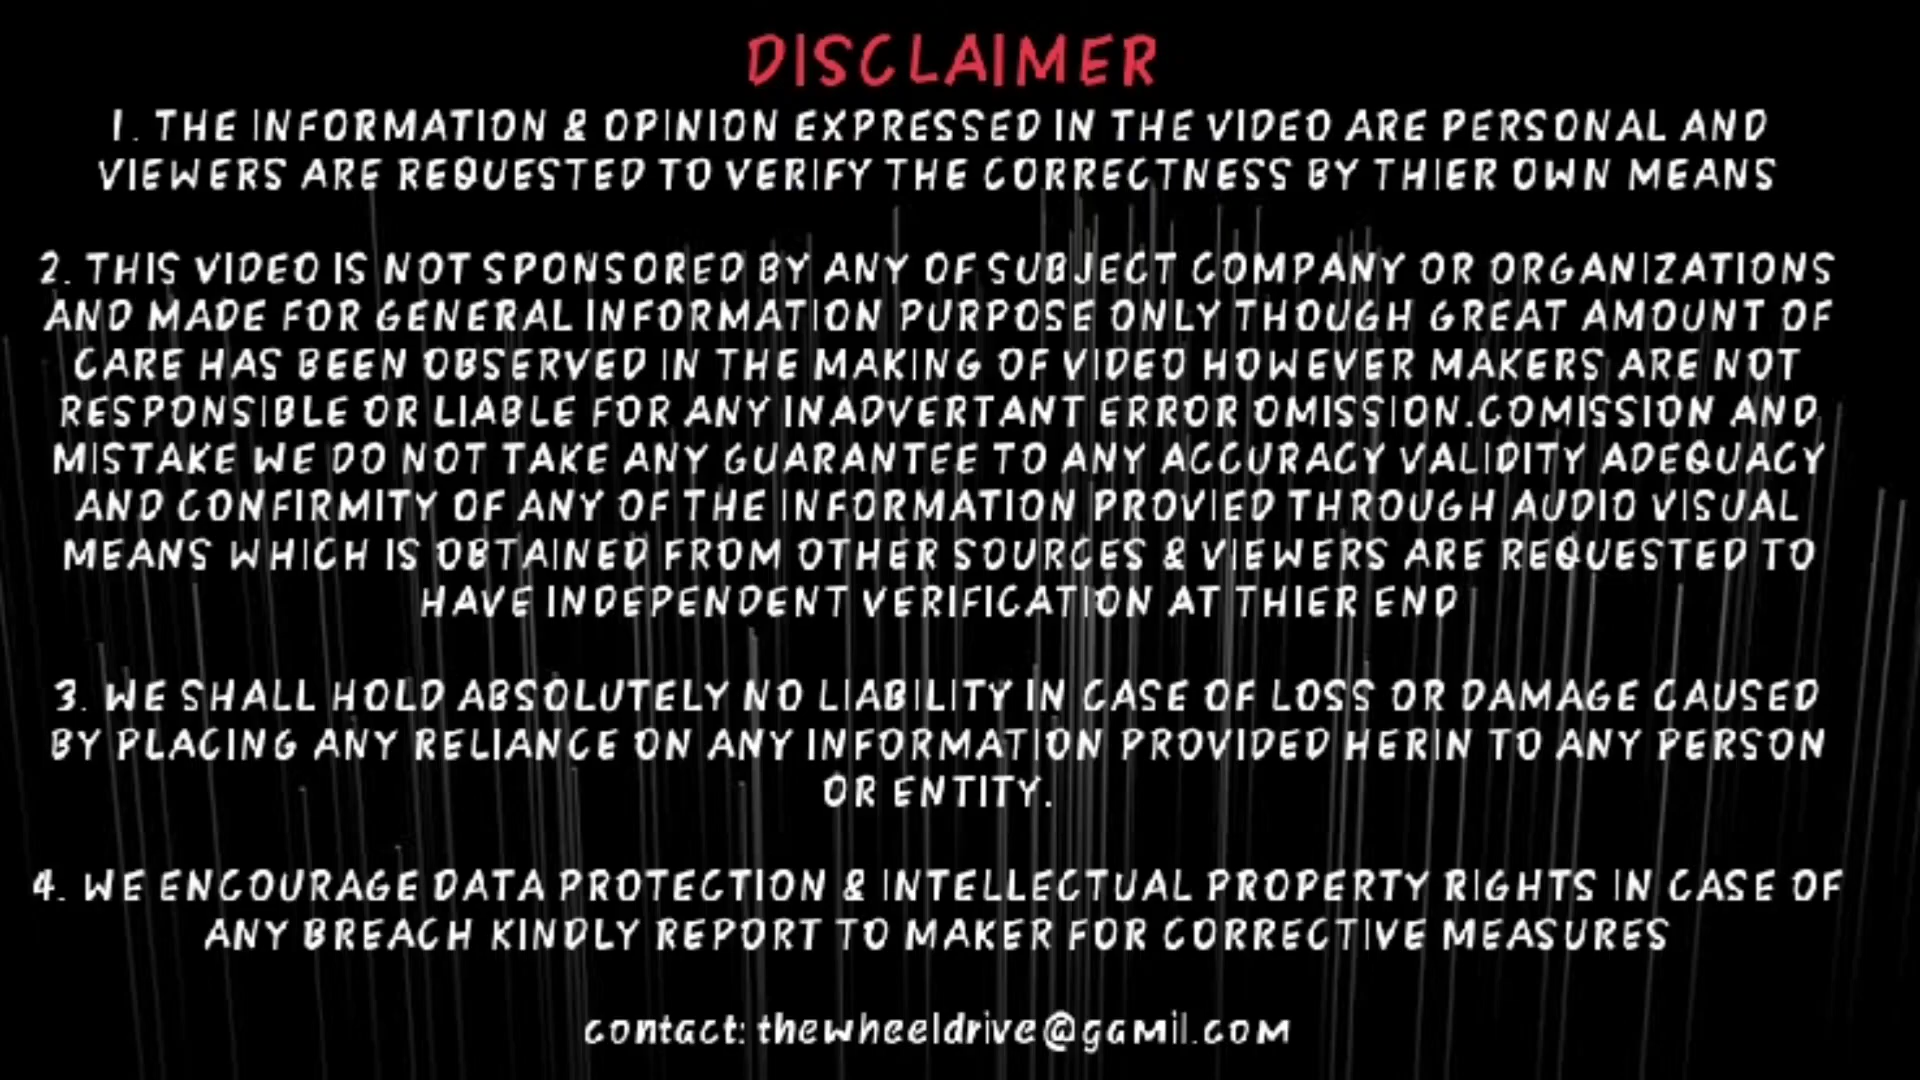 DISCLAIMER
1. THE INFORMATION & OPINION EXPRESSED IN THE VIDEO ARE PERSONAL AND
VIEWERS ARE REQUESTED TO VERIFY THE CORRECTNESS BY THIER OWN MEANS
2. THIS VIDEO IS NOT SPONSORED BY ANY OF SUBJECT COMPANY OR ORGANIZATIONS
AND MADE FOR GENERAL INFORMATION PURPOSE ONLY THOUGH GREAT AMOUNT OF
CARE HAS BEEN OBSERVED IN THE MAKING OF VIDEO HOWEVER MAKERS ARE NOT
RESPONSIBLE OR LIABLE FOR ANY INADVERTANT ERROR OMISSION.COMISSION AND
MISTAKE WE DO NOT TAKE ANY GUARANTEE TO ANY ACCURACY VALIDITY ADEQUACY
AND CONFIRMITY OF ANY OF THE INFORMATION PROVIED THROUGH AUDIO VISUAL
MEANS WHICH IS OBTAINED FROM OTHER SOURCES & VIEWERS ARE REQUESTED TO
HAVE INDEPENDENT VERIFICATION AT THIER END
3. WE SHALL HOLD ABSOLUTELY NO LIABILITY IN CASE OF LOSS OR DAMAGE CAUSED
BY PLACING ANY RELIANCE ON ANY INFORMATION PROVIDED HERIN TO ANY PERSON
OR ENTITY.
4. WE ENCOURAGE DATA PROTECTION & INTELLECTUAL PROPERTY RIGHTS IN CASE OF
ANY BREACH KINDLY REPORT TO MAKER FOR CORRECTIVE MEASURES
contact: thewheeldrive@gamil.com